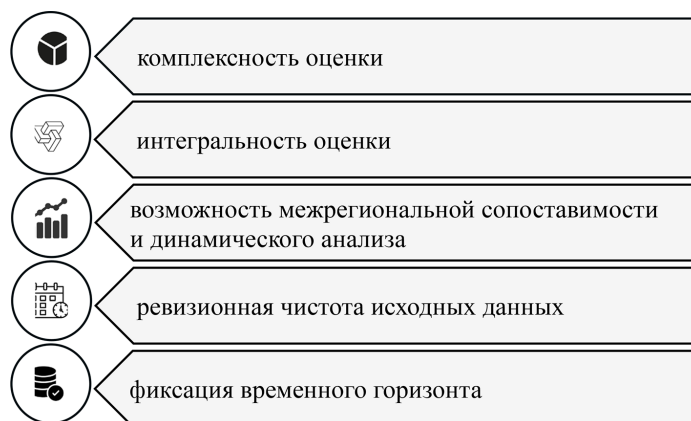 комплексность оценки
интегральность оценки
возможность межрегиональной сопоставимости
и динамического анализа
ревизионная чистота исходных данных
фиксация временного горизонта